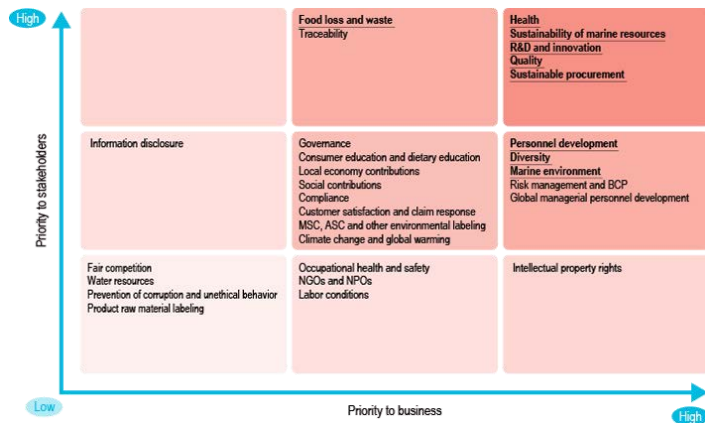 High
Food loss and waste
Traceability
Health
Sustainability of marine resources
R&D and innovation
Quality
Sustainable procurement
Priority to stakeholders
Information disclosure
Governance
Consumer education and dietary education
Local economy contributions
Social contributions
Compliance
Customer satisfaction and claim response
MSC, ASC and other environmental labeling
Climate change and global warming
Personnel development
Diversity
Marine environment
Risk management and BCP
Global managerial personnel development
Fair competition
Water resources
Prevention of corruption and unethical behavior
Product raw material labeling
Occupational health and safety
NGOs and NPOs
Labor conditions
Intellectual property rights
Low
Priority to business
High